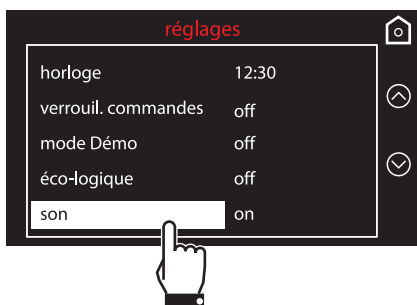 réglages
horloge 12:30
verrouil. commandes off
mode Démo off
éco-logique off
son on